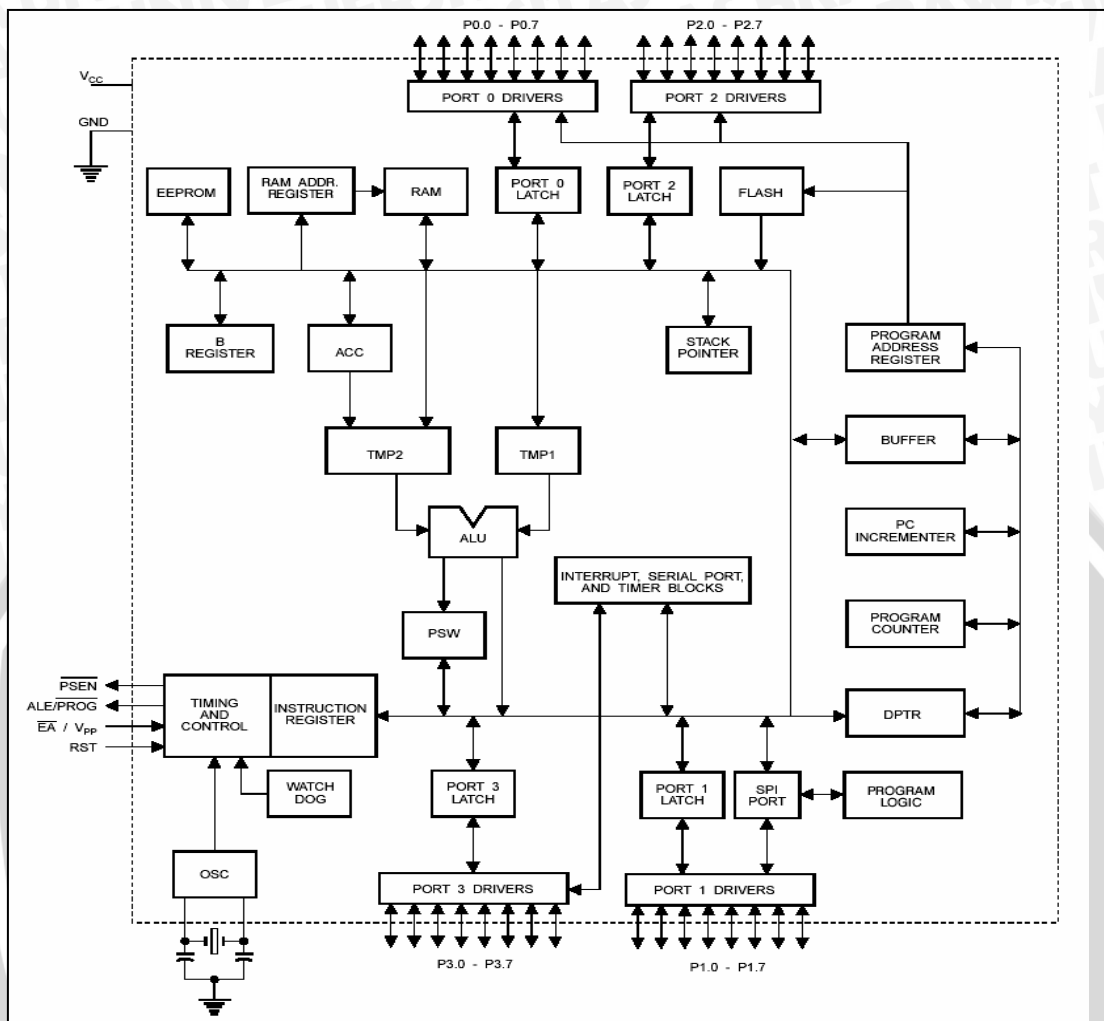 P0.0 - P0.7
P2.0 - P2.7
VCC
PORT 0 DRIVERS
PORT 2 DRIVERS
GND
EEPROM
RAM ADDR.
REGISTER
RAM
PORT 0
LATCH
PORT 2
LATCH
FLASH
B
REGISTER
ACC
STACK
POINTER
PROGRAM
ADDRESS
REGISTER
TMP2
TMP1
BUFFER
ALU
PC
INCREMENTER
INTERRUPT, SERIAL PORT,
AND TIMER BLOCKS
PSW
PROGRAM
COUNTER
PSEN
ALE/PROG
EA / VPP
RST
TIMING
AND
CONTROL
INSTRUCTION
REGISTER
DPTR
WATCH
DOG
PORT 3
LATCH
PORT 1
LATCH
SPI
PORT
PROGRAM
LOGIC
OSC
PORT 3 DRIVERS
PORT 1 DRIVERS
P3.0 - P3.7
P1.0 - P1.7